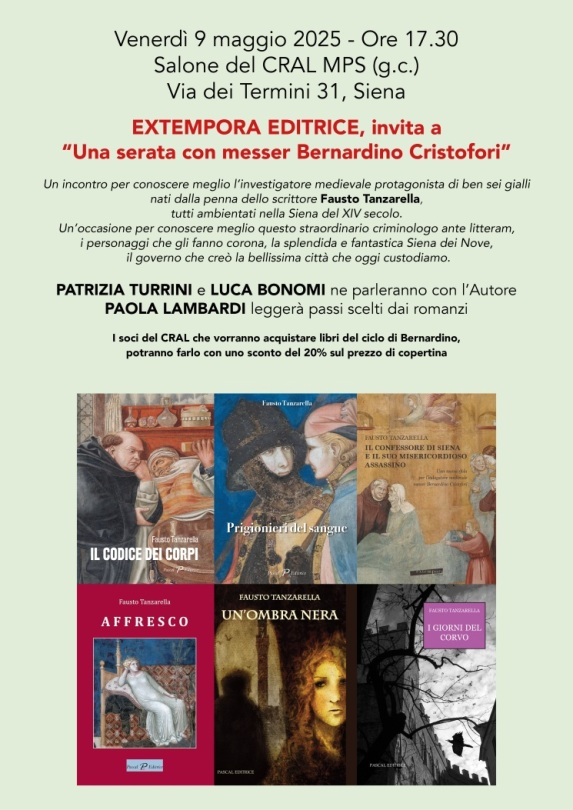 Venerdì 9 maggio 2025 - Ore 17.30
Salone del CRAL MPS (g.c.)
Via dei Termini 31, Siena
EXTEMPORA EDITRICE, invita a
“Una serata con messer Bernardino Cristofori”
Un incontro per conoscere meglio l’investigatore medievale protagonista di ben sei gialli
nati dalla penna dello scrittore Fausto Tanzarella,
tutti ambientati nella Siena del XIV secolo.
Un’occasione per conoscere meglio questo straordinario criminologo ante litteram,
i personaggi che gli fanno corona, la splendida e fantastica Siena dei Nove,
il governo che creò la bellissima città che oggi custodiamo.
PATRIZIA TURRINI e LUCA BONOMI ne parleranno con l’Autore
PAOLA LAMBARDI leggerà passi scelti dai romanzi
I soci del CRAL che vorranno acquistare libri del ciclo di Bernardino,
potranno farlo con uno sconto del 20% sul prezzo di copertina
Fausto Tanzarella
IL CODICE DEI CORPI
Pascal P Editrice
Fausto Tanzarella
Prigionieri del sangue
Pascal P Editrice
FAUSTO TANZARELLA
IL CONFESSORE DI SIENA
E IL SUO MISERICORDIOSO
ASSASSINO
Fausto Tanzarella
AFFRESCO
Pascal P Editrice
FAUSTO TANZARELLA
UN'OMBRA NERA
PASCAL EDITRICE
FAUSTO TANZARELLA
I GIORNI DEL
CORVO
PASCAL EDITRICE